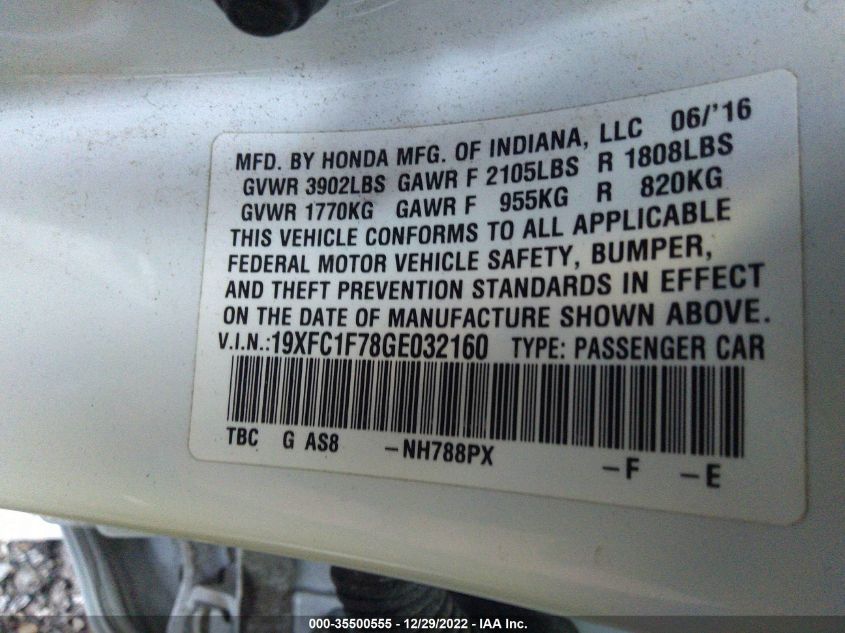 MFD. BY HONDA MFG. OF INDIANA, LLC 06/'16
GVWR 3902LBS GAWR F 2105LBS R 1808LBS
GVWR 1770KG GAWR F 955KG R 820KG
THIS VEHICLE CONFORMS TO ALL APPLICABLE
FEDERAL MOTOR VEHICLE SAFETY, BUMPER,
AND THEFT PREVENTION STANDARDS IN EFFECT
ON THE DATE OF MANUFACTURE SHOWN ABOVE.
V.I.N.:19XFC1F78GE032160 TYPE: PASSENGER CAR
TBC G AS8 -NH788PX -F -E
000-35500555 - 12/29/2022 - IAA Inc.